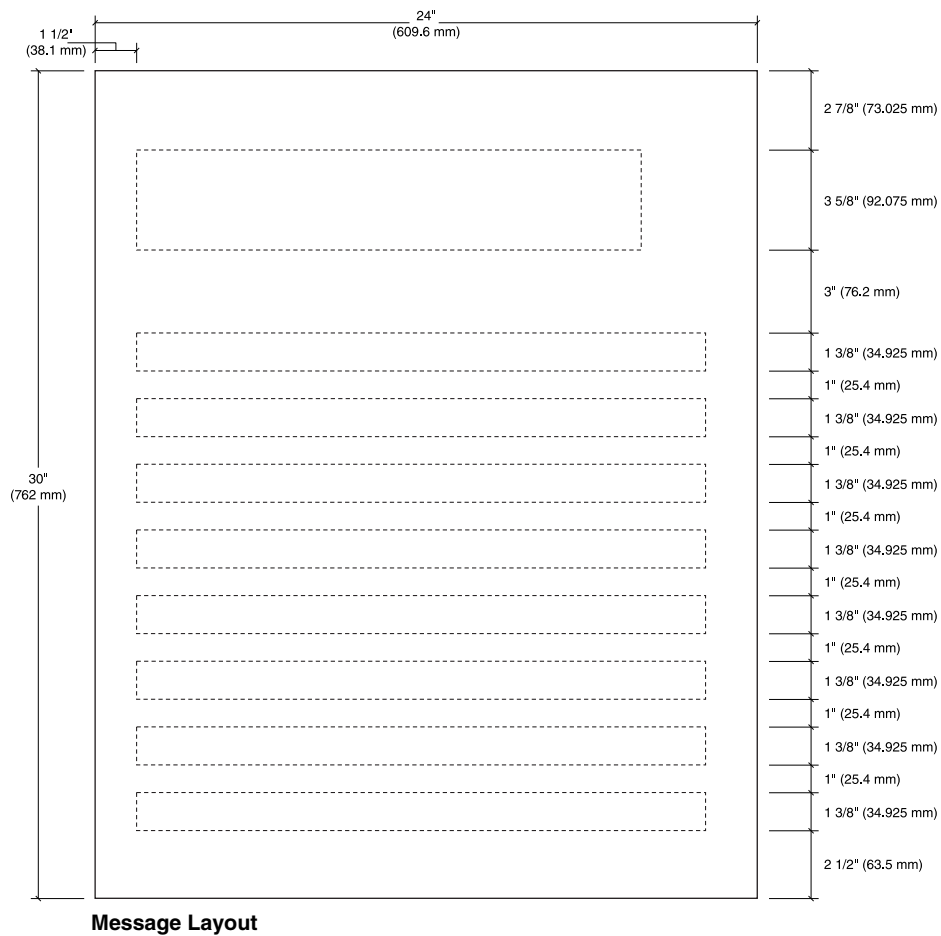 24"
(609.6 mm)
1 1/2"
(38.1 mm)
2 7/8" (73.025 mm)
3 5/8" (92.075 mm)
3" (76.2 mm)
1 3/8" (34.925 mm)
1" (25.4 mm)
1 3/8" (34.925 mm)
1" (25.4 mm)
1 3/8" (34.925 mm)
1" (25.4 mm)
1 3/8" (34.925 mm)
1" (25.4 mm)
1 3/8" (34.925 mm)
1" (25.4 mm)
1 3/8" (34.925 mm)
1" (25.4 mm)
1 3/8" (34.925 mm)
1" (25.4 mm)
1 3/8" (34.925 mm)
2 1/2" (63.5 mm)
30"
(762 mm)
Message Layout